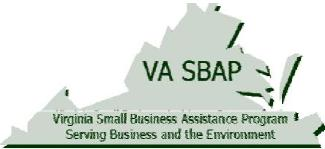 VA SBAP
Virginia Small Business Assistance Program
Serving Business and the Environment